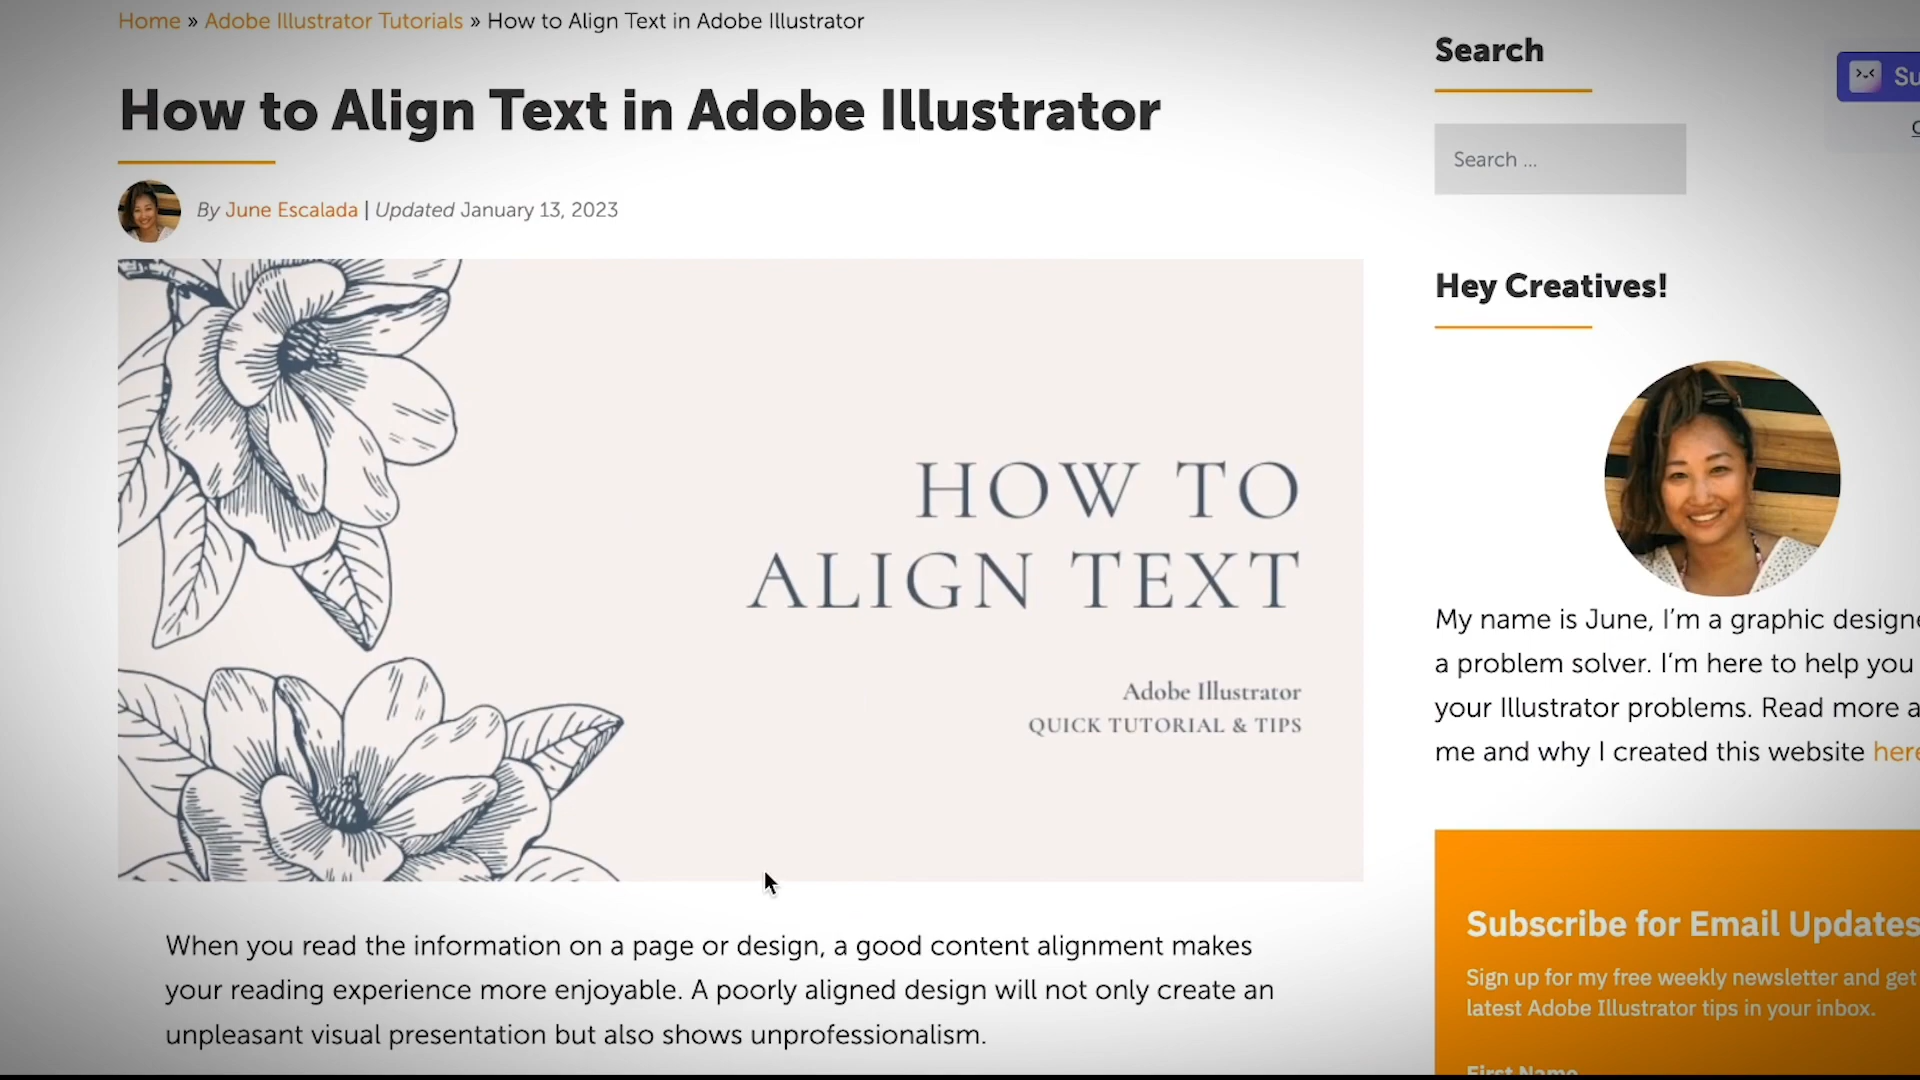 Home » Adobe Illustrator Tutorials » How to Align Text in Adobe Illustrator
How to Align Text in Adobe Illustrator
By June Escalada | Updated January 13, 2023
HOW TO
ALIGN TEXT
Adobe Illustrator
QUICK TUTORIAL & TIPS
When you read the information on a page or design, a good content alignment makes
your reading experience more enjoyable. A poorly aligned design will not only create an
unpleasant visual presentation but also shows unprofessionalism.
Search
Search ...
Hey Creatives!
My name is June, I’m a graphic
a problem solver. I’m here to help you
your Illustrator problems. Read more
me and why I created this website here
Subscribe for Email Updates
Sign up for my free weekly newsletter and get
latest Adobe Illustrator tips in your inbox.
First Name